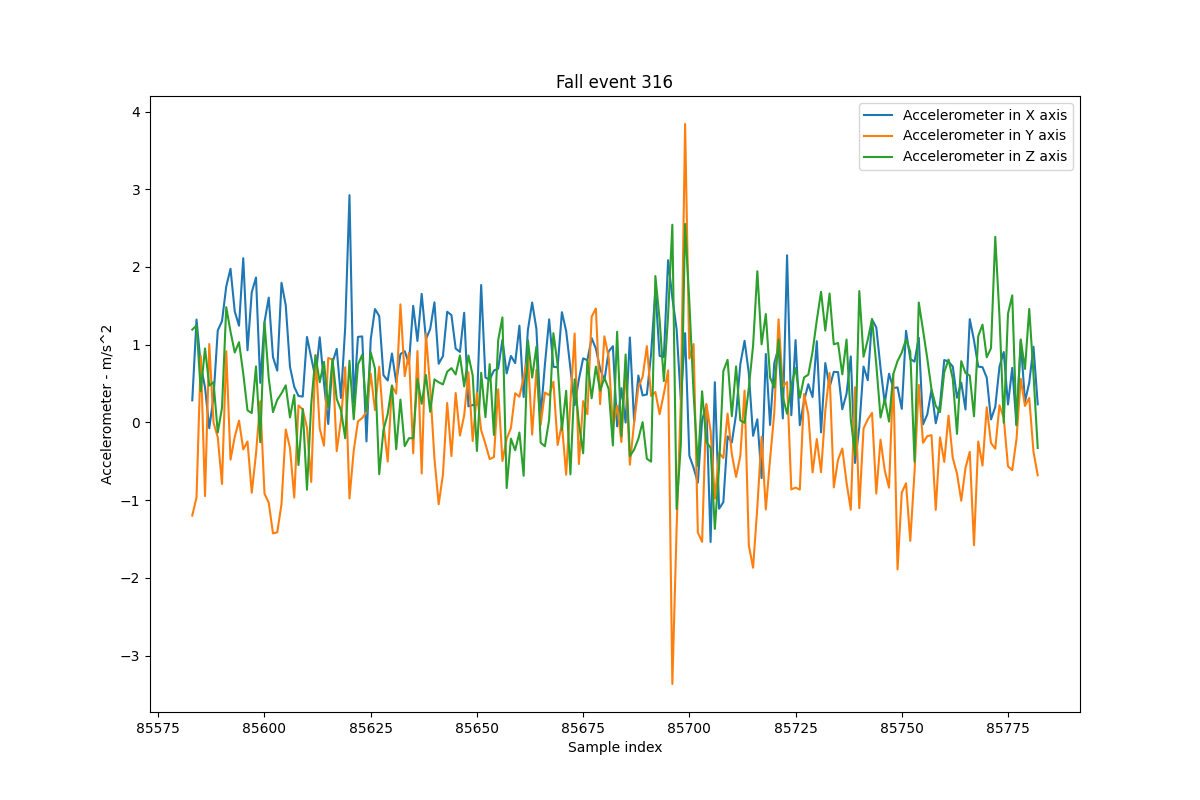 Fall event 316
Accelerometer in X axis
Accelerometer in Y axis
Accelerometer in Z axis
4
3
2
1
0
−1
−2
−3
Accelerometer - m/s^2
85575 85600 85625 85650 85675 85700 85725 85750 85775
Sample index